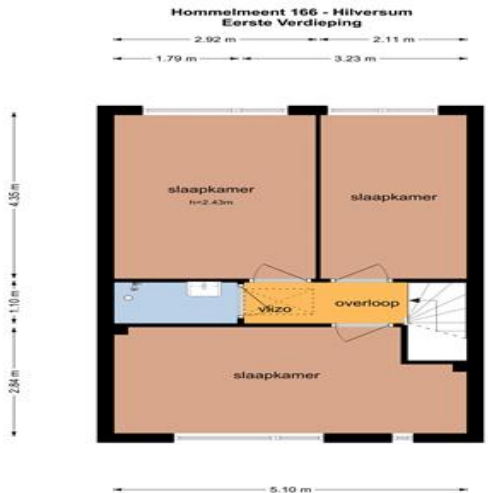 Hommelmeent 166 - Hilversum
Eerste Verdieping
2.92 m
2.11 m
1.79 m
3.23 m
4.35 m
1.10 m
2.84 m
slaapkamer
h=2.43m
slaapkamer
vlizo
overloop
slaapkamer
5.10 m